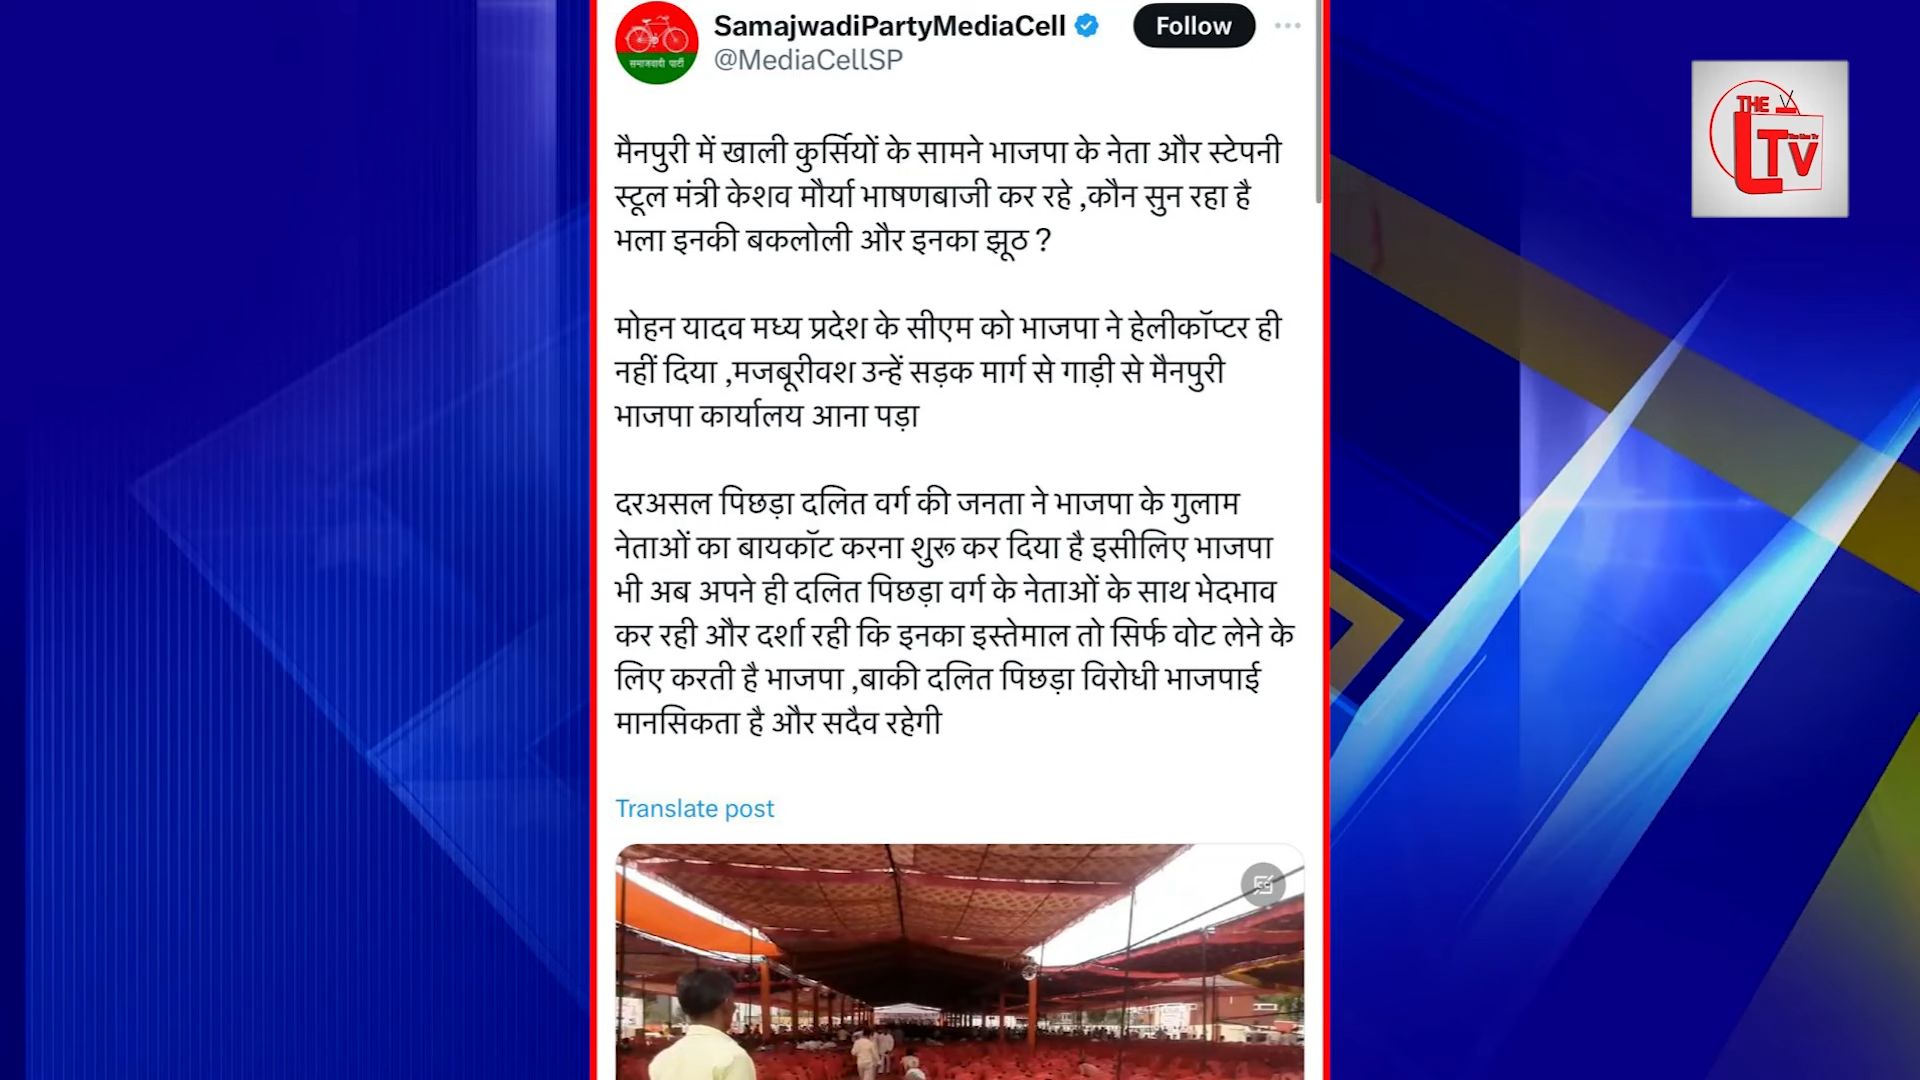 SamajwadiPartyMediaCell
Follow
@MediaCellSP
समाजवादी पार्टी
THE
LTV
मैनपुरी में खाली कुर्सियों के सामने भाजपा के नेता और स्टेपनी
स्टूल मंत्री केशव मौर्या भाषणबाजी कर रहे ,कौन सुन रहा है
भला इनकी बकलोली और इनका झूठ ?
मोहन यादव मध्य प्रदेश के सीएम को भाजपा ने हेलीकॉप्टर ही
नहीं दिया ,मजबूरीवश उन्हें सड़क मार्ग से गाड़ी से मैनपुरी
भाजपा कार्यालय आना पड़ा
दरअसल पिछड़ा दलित वर्ग की जनता ने भाजपा के गुलाम
नेताओं का बायकॉट करना शुरू कर दिया है इसीलिए भाजपा
भी अब अपने ही दलित पिछड़ा वर्ग के नेताओं के साथ भेदभाव
कर रही और दर्शा रही कि इनका इस्तेमाल तो सिर्फ वोट लेने के
लिए करती है भाजपा ,बाकी दलित पिछड़ा विरोधी भाजपाई
मानसिकता है और सदैव रहेगी
Translate post